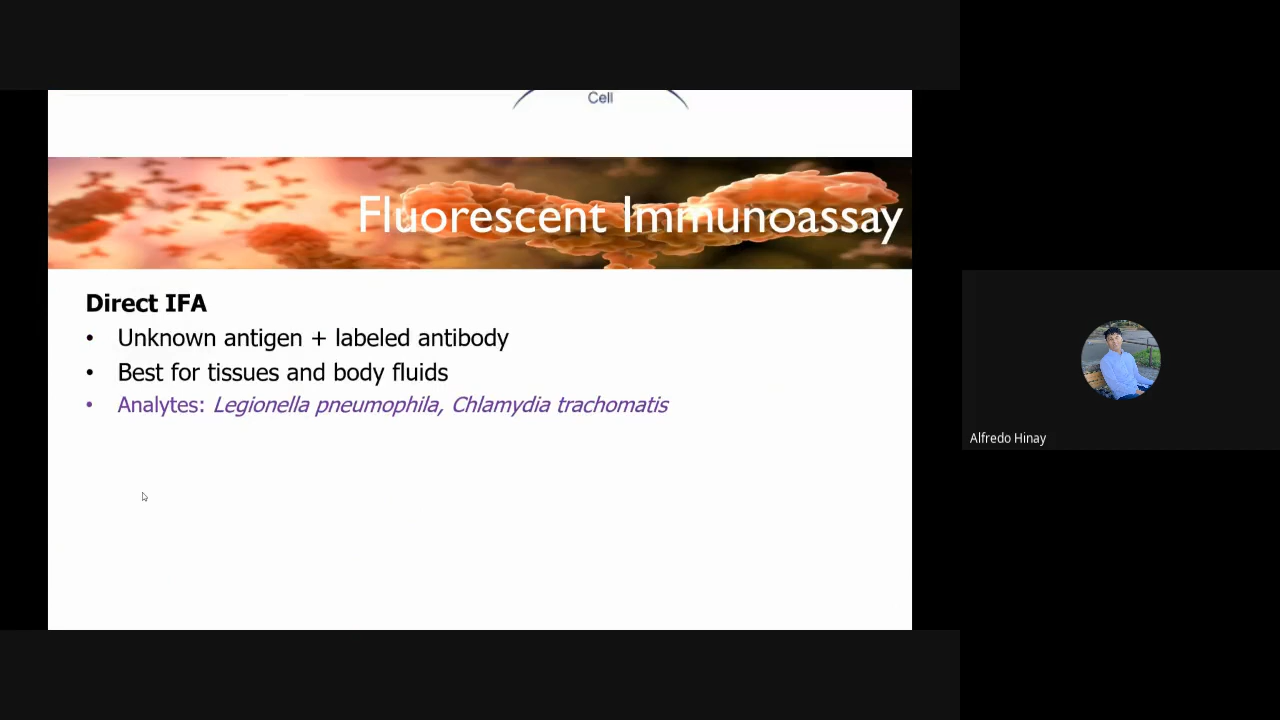 Cell
Fluorescent Immunoassay
Direct IFA
• Unknown antigen + labeled antibody
• Best for tissues and body fluids
• Analytes: Legionella pneumophila, Chlamydia trachomatis
Alfredo Hinay